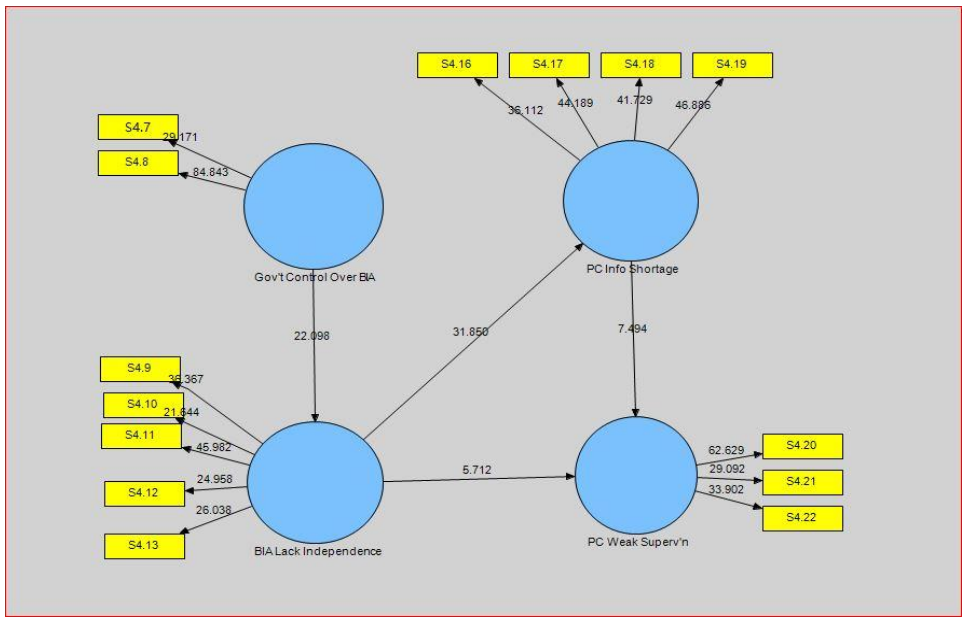 S4.16
S4.17
S4.18
S4.19
36.112
44.189
41.729
46.886
S4.7
29.171
S4.8
84.843
Gov't Control Over BIA
PC Info Shortage
22.098
31.850
7.494
S4.9
36.367
S4.10
21.644
S4.11
45.982
S4.12
24.958
S4.13
26.038
BIA Lack Independence
5.712
PC Weak Superv'n
62.629
S4.20
29.092
S4.21
33.902
S4.22